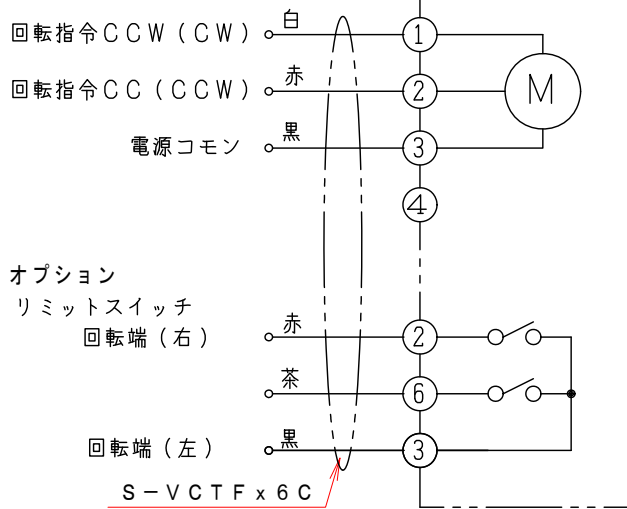 回転指令CCW(CW) 白 1
回転指令CC(CCW) 赤 2 M
電源コモン 黒 3
4
オプション
リミットスイッチ
回転端(右) 赤 2
茶 6
回転端(左) 黒 3
S-VCTFx6C